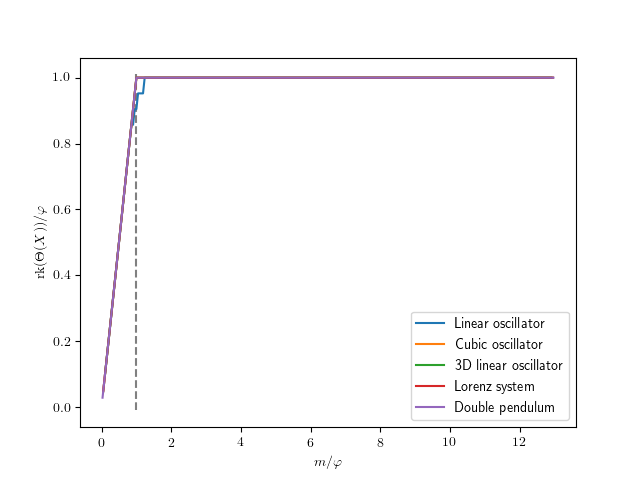 1.0
0.8
0.6
0.4
0.2
0.0
rk(Θ(X))/φ
0 2 4 6 8 10 12
m/φ
Linear oscillator
Cubic oscillator
3D linear oscillator
Lorenz system
Double pendulum